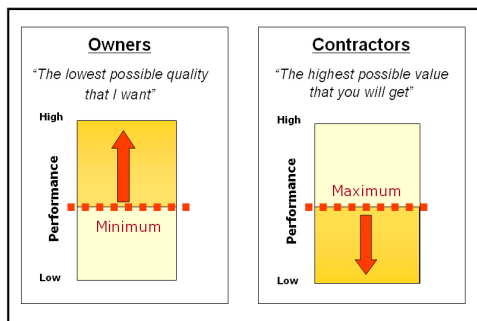 Owners
“The lowest possible quality
that I want”
High
Performance
Minimum
Low
Contractors
“The highest possible value
that you will get”
High
Performance
Maximum
Low